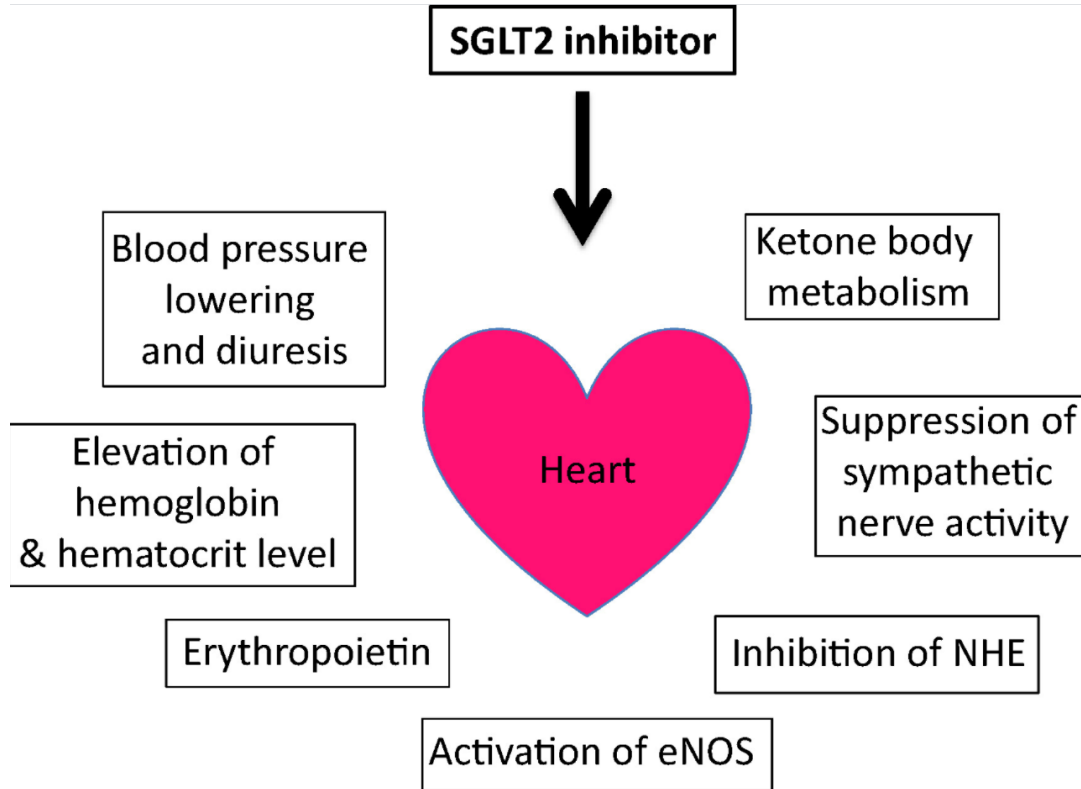 SGLT2 inhibitor
Blood pressure
lowering
and diuresis
Ketone body
metabolism
Elevation of
hemoglobin
& hematocrit level
Heart
Suppression of
sympathetic
nerve activity
Erythropoietin
Inhibition of NHE
Activation of eNOS